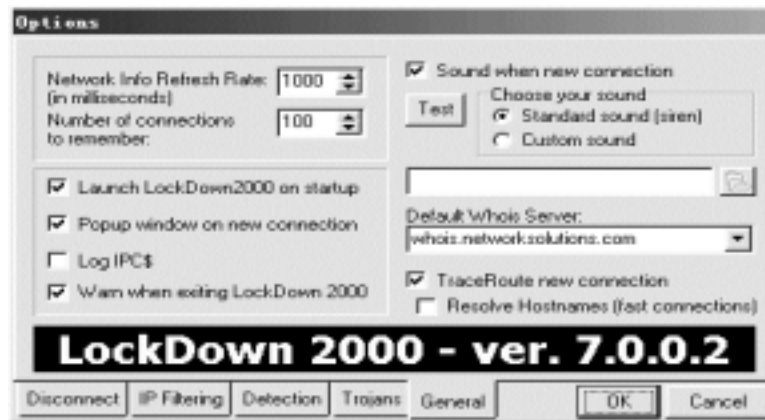 Options
Network Info Refresh Rate: 1000
(in milliseconds)
Number of connections 100
to remember:
Launch LockDown2000 on startup
Popup window on new connection
Log IPC$
Warn when exiting LockDown 2000
Sound when new connection
Test
Choose your sound
Standard sound (siren)
Custom sound
Default Whois Server:
whois.networksolutions.com
TraceRoute new connection
Resolve Hostnames (fast connections)
LockDown 2000 - ver. 7.0.0.2
Disconnect IP Filtering Detection Trojans General OK Cancel